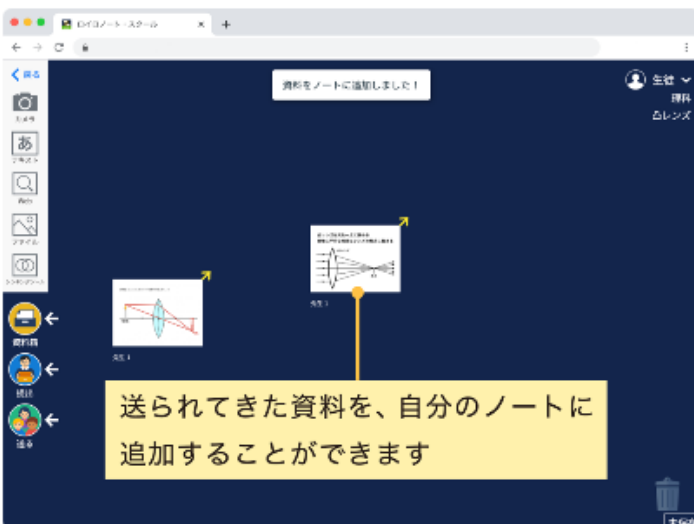 ロイロノート・スクール
戻る
資料をノートに追加しました！
生徒
理科
凸レンズ
カメラ
あ
テキスト
Web
ファイル
シンキングツール
資料箱
提出
送る
先生1
先生1
送られてきた資料を、自分のノートに
追加することができます